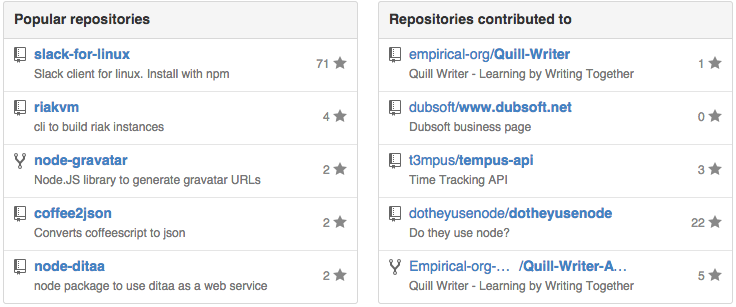 Popular repositories
slack-for-linux
Slack client for linux. Install with npm
71
riakvm
cli to build riak instances
4
node-gravatar
Node.JS library to generate gravatar URLs
2
coffee2json
Converts coffeescript to json
2
node-ditaa
node package to use ditaa as a web service
2
Repositories contributed to
empirical-org/Quill-Writer
Quill Writer - Learning by Writing Together
1
dubsoft/www.dubsoft.net
Dubsoft business page
0
t3mpus/tempus-api
Time Tracking API
3
dotheyusenode/dotheyusenode
Do they use node?
22
Empirical-org-… /Quill-Writer-A…
Quill Writer - Learning by Writing Together
5